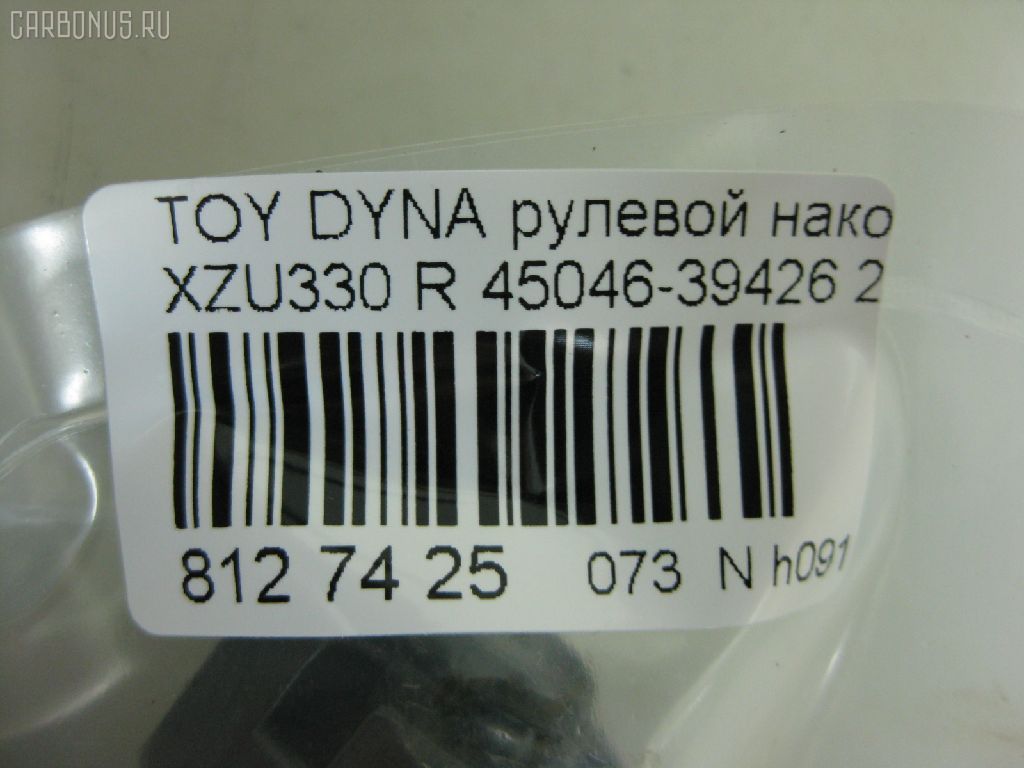 CARBONUS.RU
TOY DYNA рулевой нако
XZU330 R 45046-39426 2
812 74 25 073 N h091